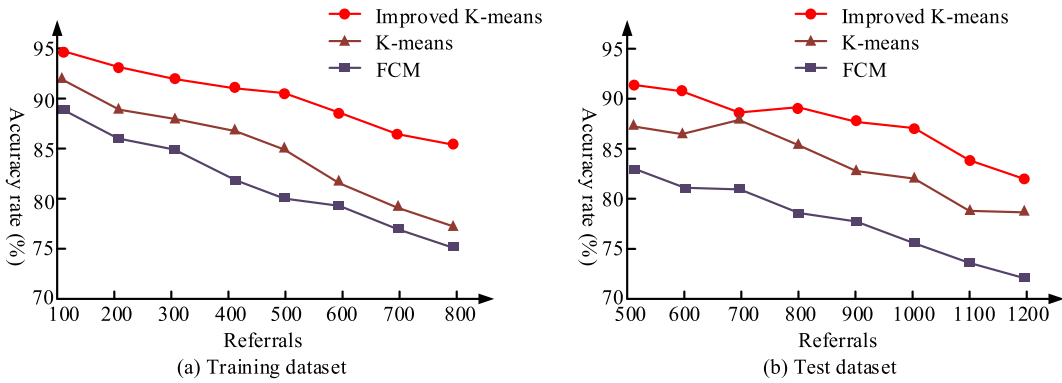 Improved K-means
K-means
FCM
95
90
85
80
75
70
Accuracy rate (%)
100 200 300 400 500 600 700 800
Referrals
(a) Training dataset
Improved K-means
K-means
FCM
95
90
85
80
75
70
Accuracy rate (%)
500 600 700 800 900 1000 1100 1200
Referrals
(b) Test dataset